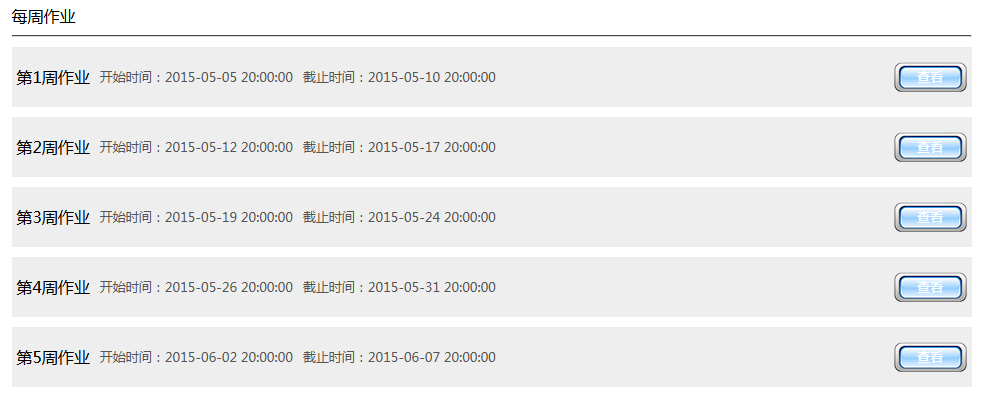 每周作业
第1周作业 开始时间：2015-05-05 20:00:00 截止时间：2015-05-10 20:00:00 查看
第2周作业 开始时间：2015-05-12 20:00:00 截止时间：2015-05-17 20:00:00 查看
第3周作业 开始时间：2015-05-19 20:00:00 截止时间：2015-05-24 20:00:00 查看
第4周作业 开始时间：2015-05-26 20:00:00 截止时间：2015-05-31 20:00:00 查看
第5周作业 开始时间：2015-06-02 20:00:00 截止时间：2015-06-07 20:00:00 查看